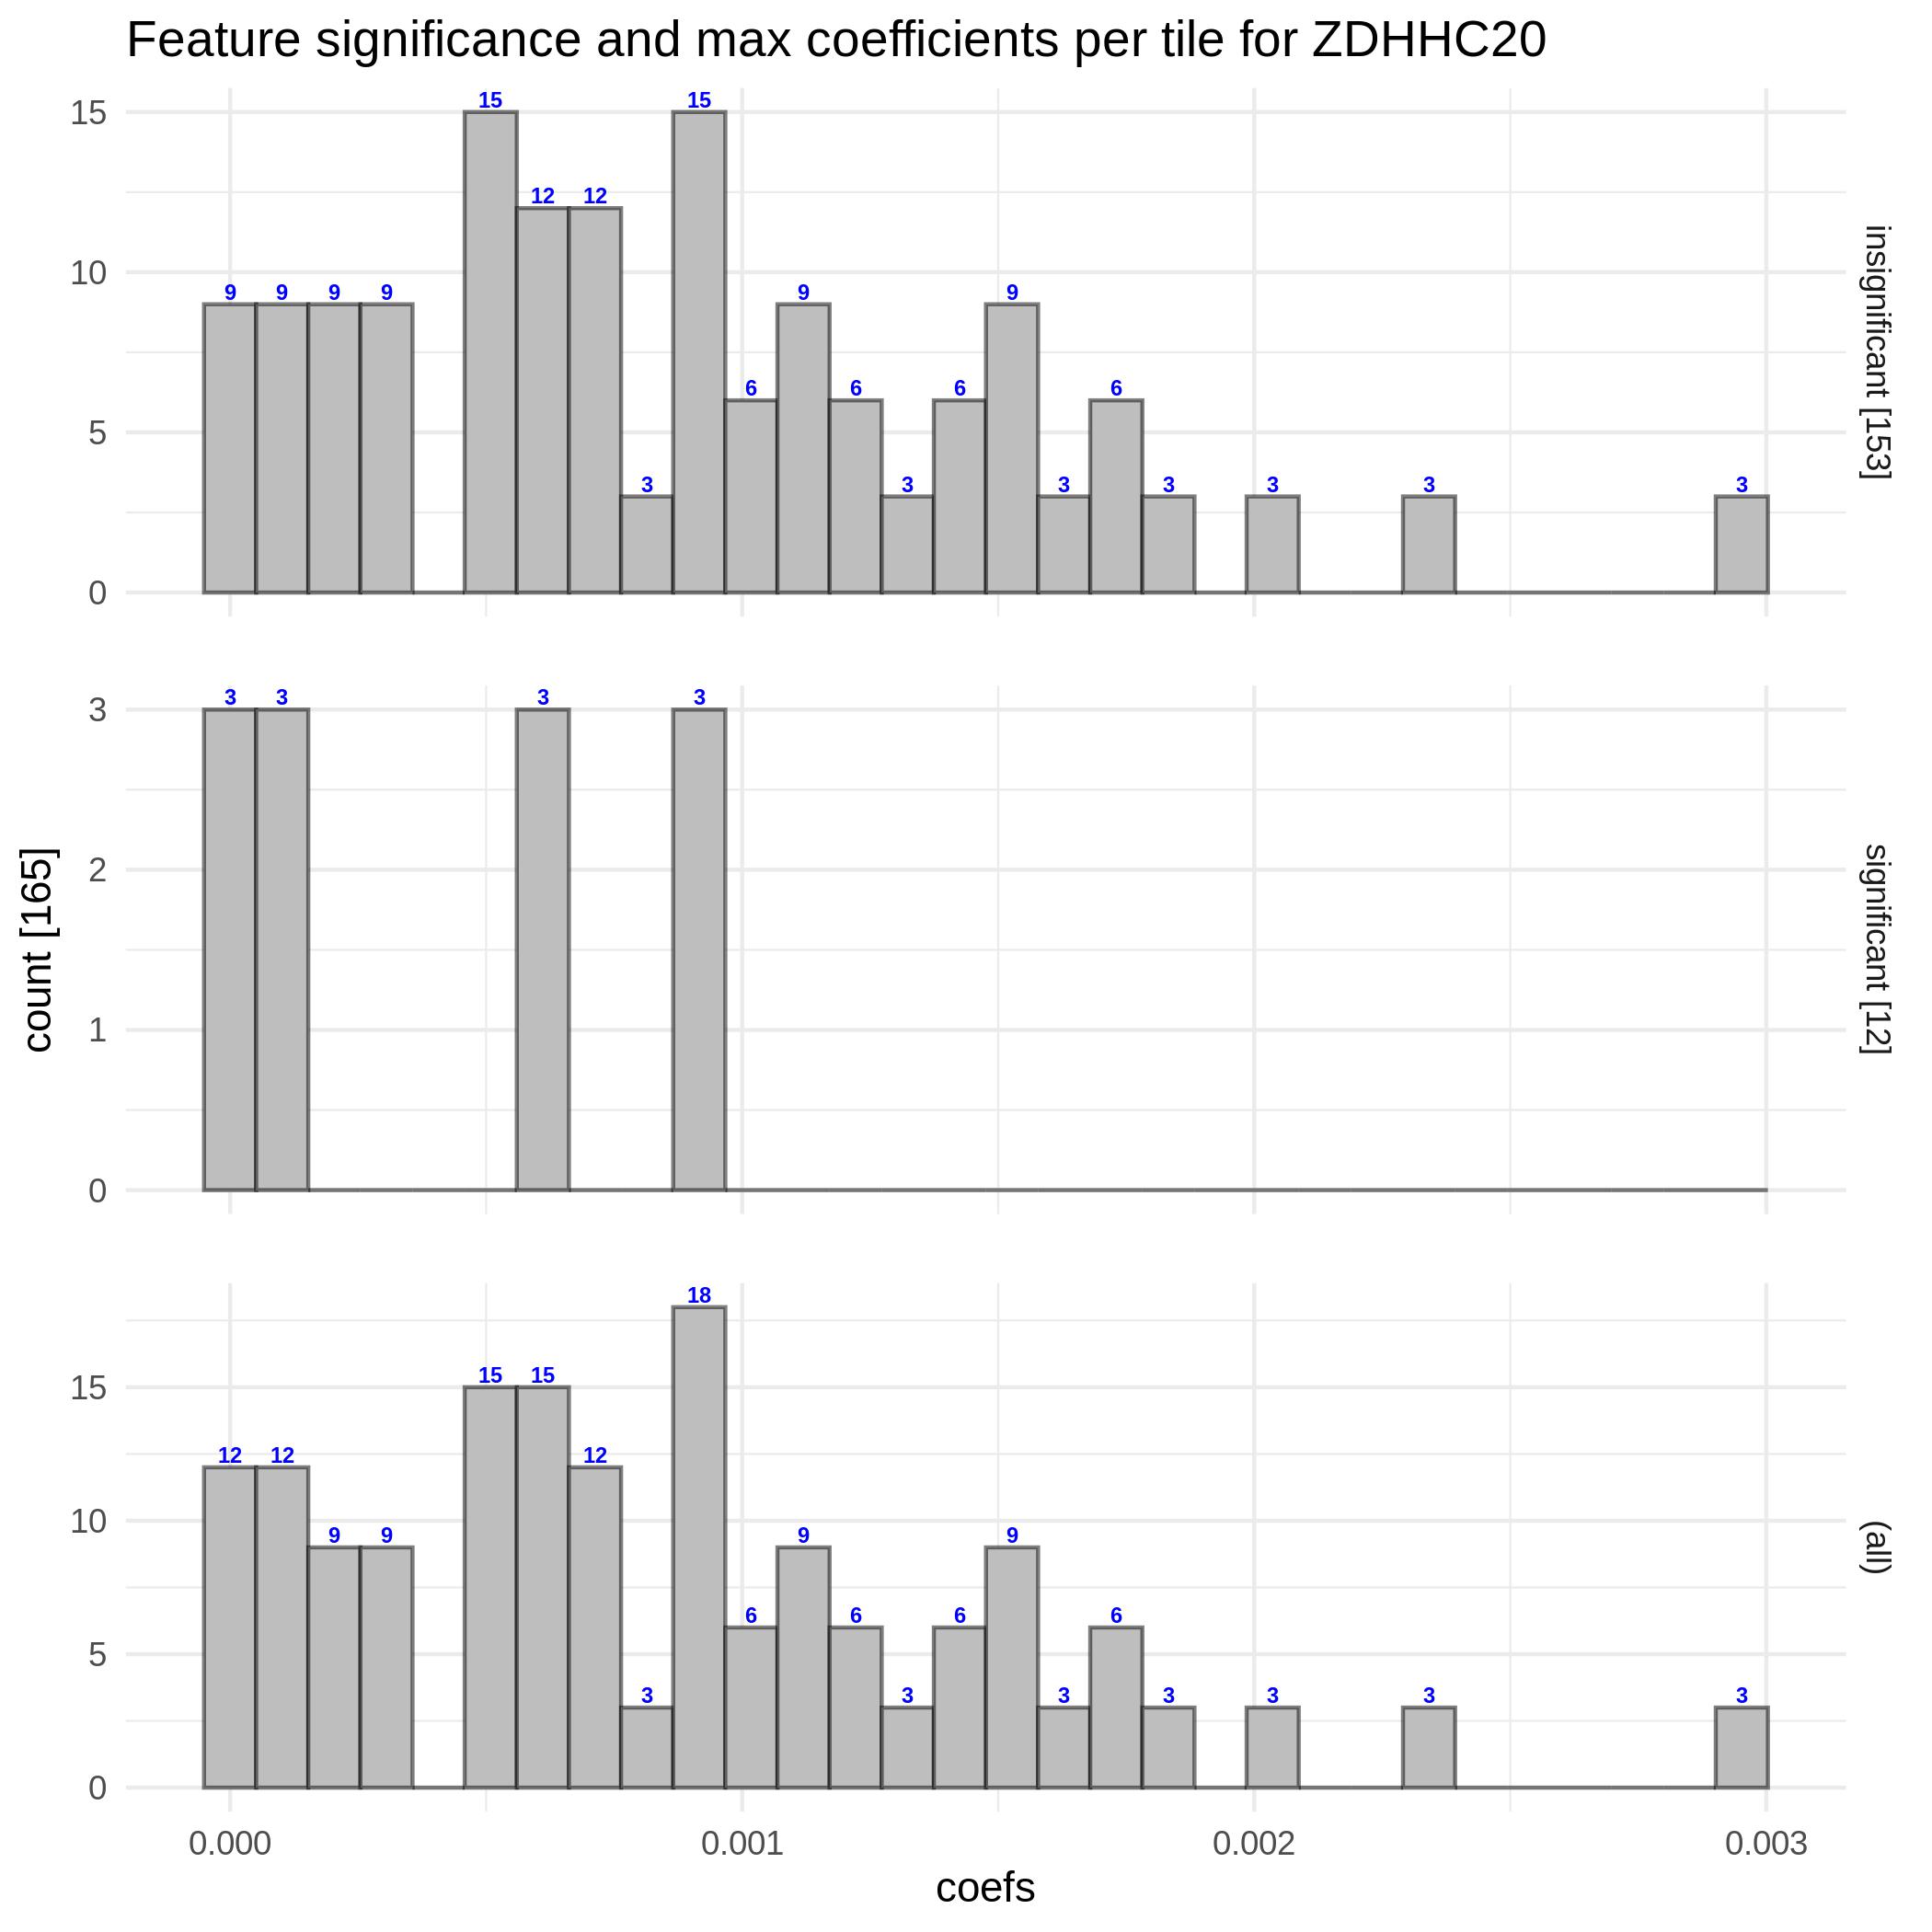 Feature significance and max coefficients per tile for ZDHHC20
15
10
5
0
15 15
12 12
9 9 9 9 9 9
6 6 6 6
3 3 3 3 3 3 3
insignificant [153]
3
2
1
0
3 3 3 3
significant [12]
count [165]
15
10
5
0
18
15 15
12 12 12
9 9 9 9
6 6 6 6
3 3 3 3 3 3 3
(all)
0.000 0.001 0.002 0.003
coefs